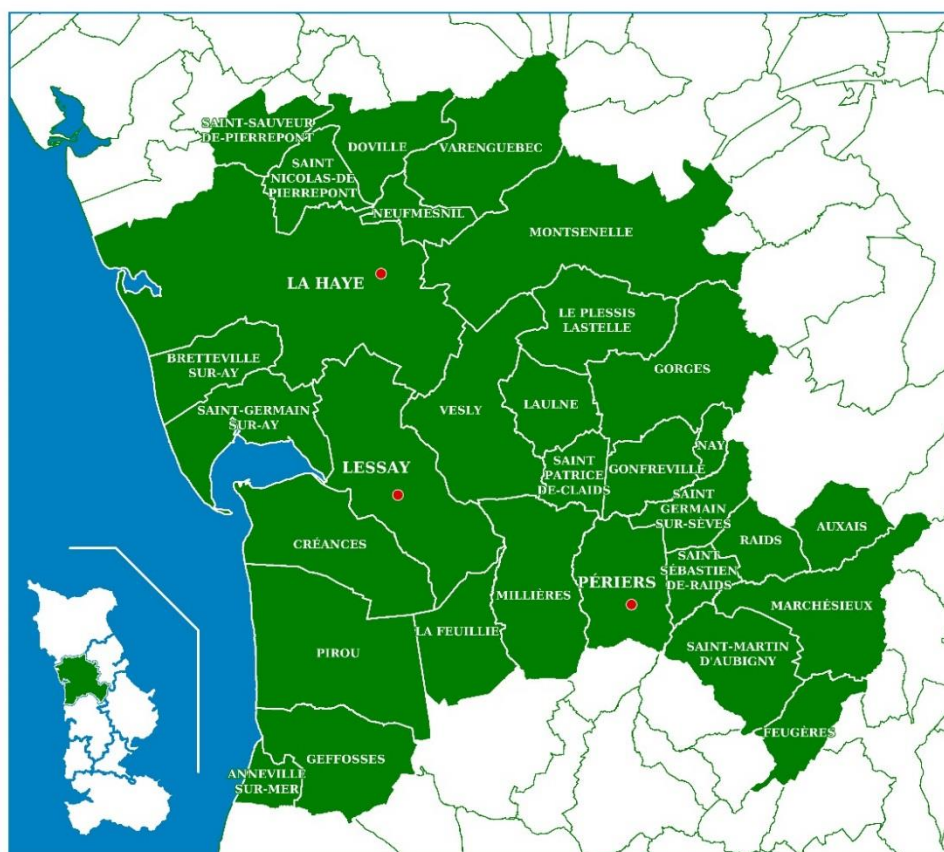 SAINT-SAUVEUR
DE-PIERREPONT
DOVILLE
VARENGUEBEC
SAINT
NICOLAS-DE
PIERREPONT
NEUFMESNIL
MONTSENELLE
LA HAYE
LE PLESSIS
LASTELLE
BRETTEVILLE
SUR-AY
GORGES
SAINT-GERMAIN
SUR-AY
VESLY
LAULNE
NAY
LESSAY
SAINT
PATRICE
DE-CLAIDS
GONFREVILLE
SAINT
GERMAIN
SUR-SÈVES
AUXAIS
RAIDS
CRÉANCES
SAINT
SÉBASTIEN
DE-RAIDS
PÉRIERS
MILLIÈRES
MARCHÉSIEUX
LA FEUILLIE
PIROU
SAINT-MARTIN
D'AUBIGNY
FEUGÈRES
GEFFOSSES
ANNEVILLE
SUR-MER